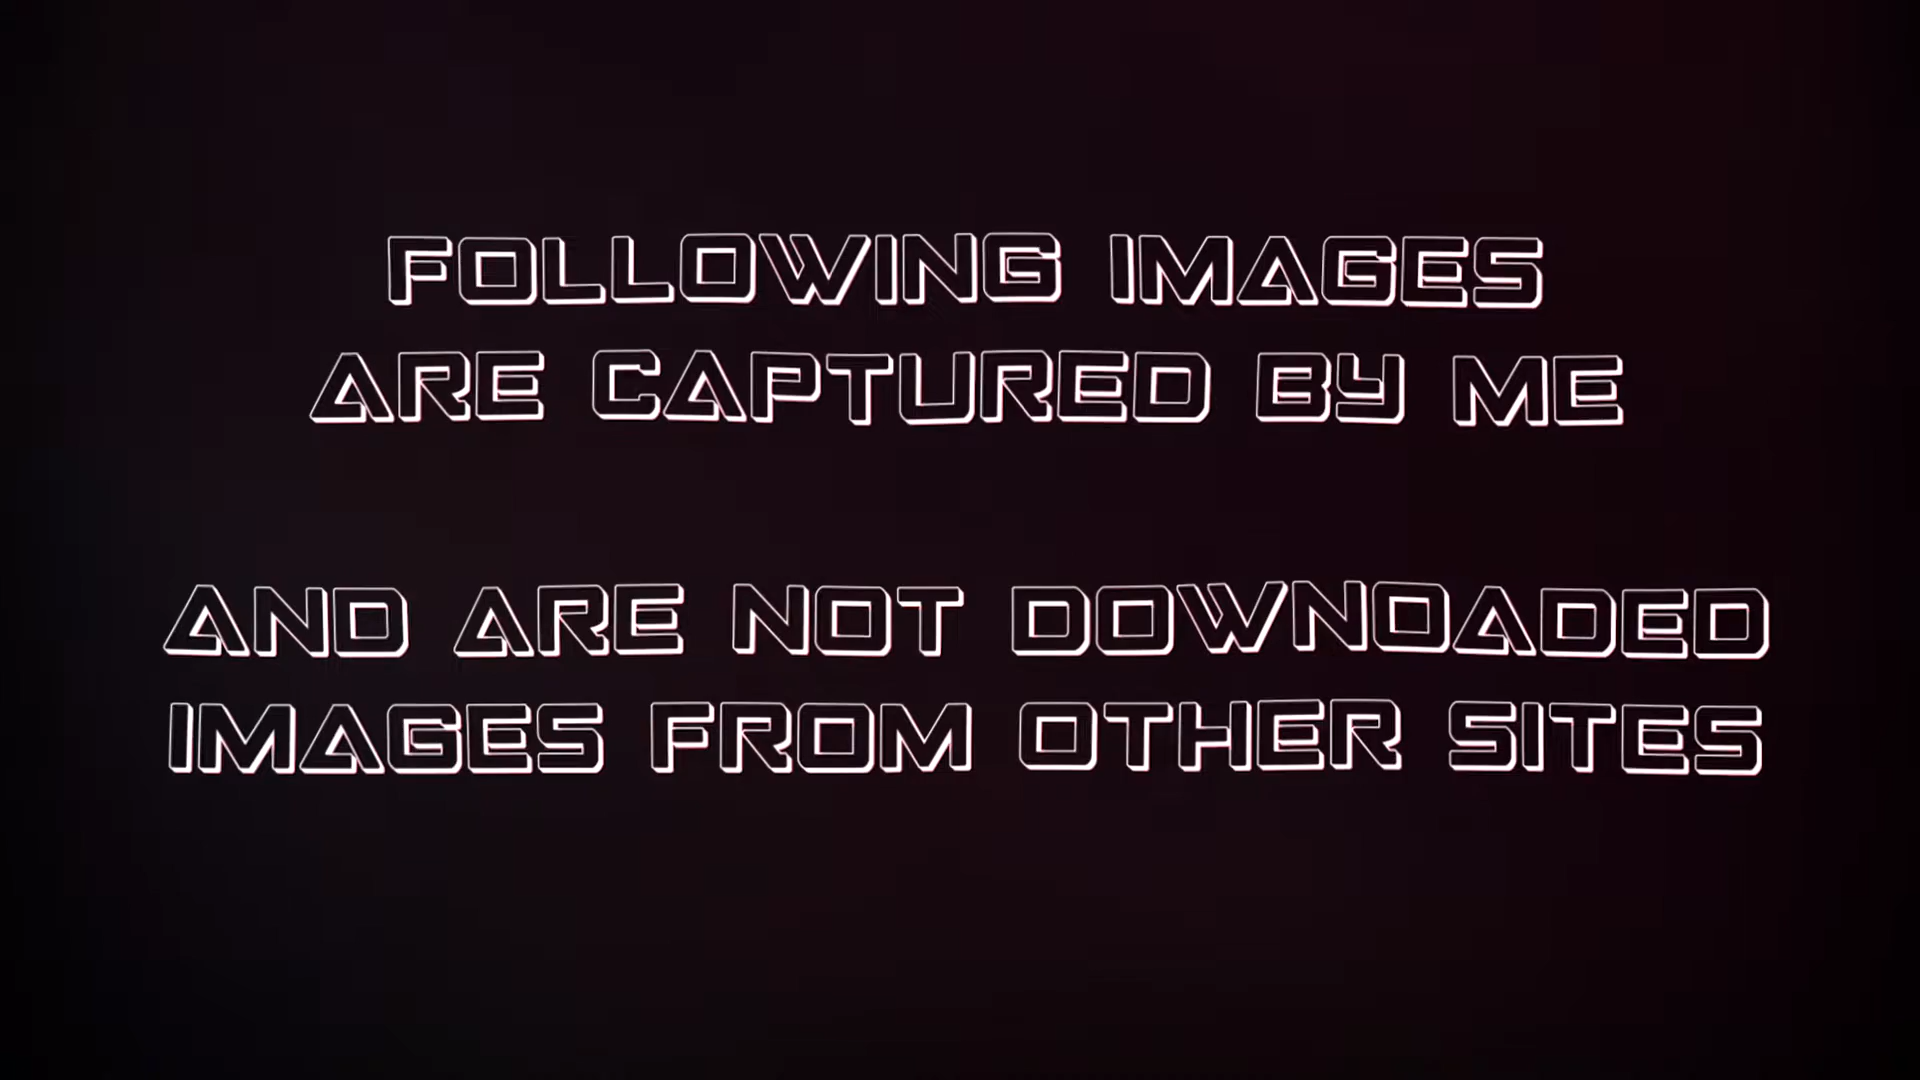 FOLLOWING IMAGES
ARE CAPTURED BY ME
AND ARE NOT DOWNOADED
IMAGES FROM OTHER SITES